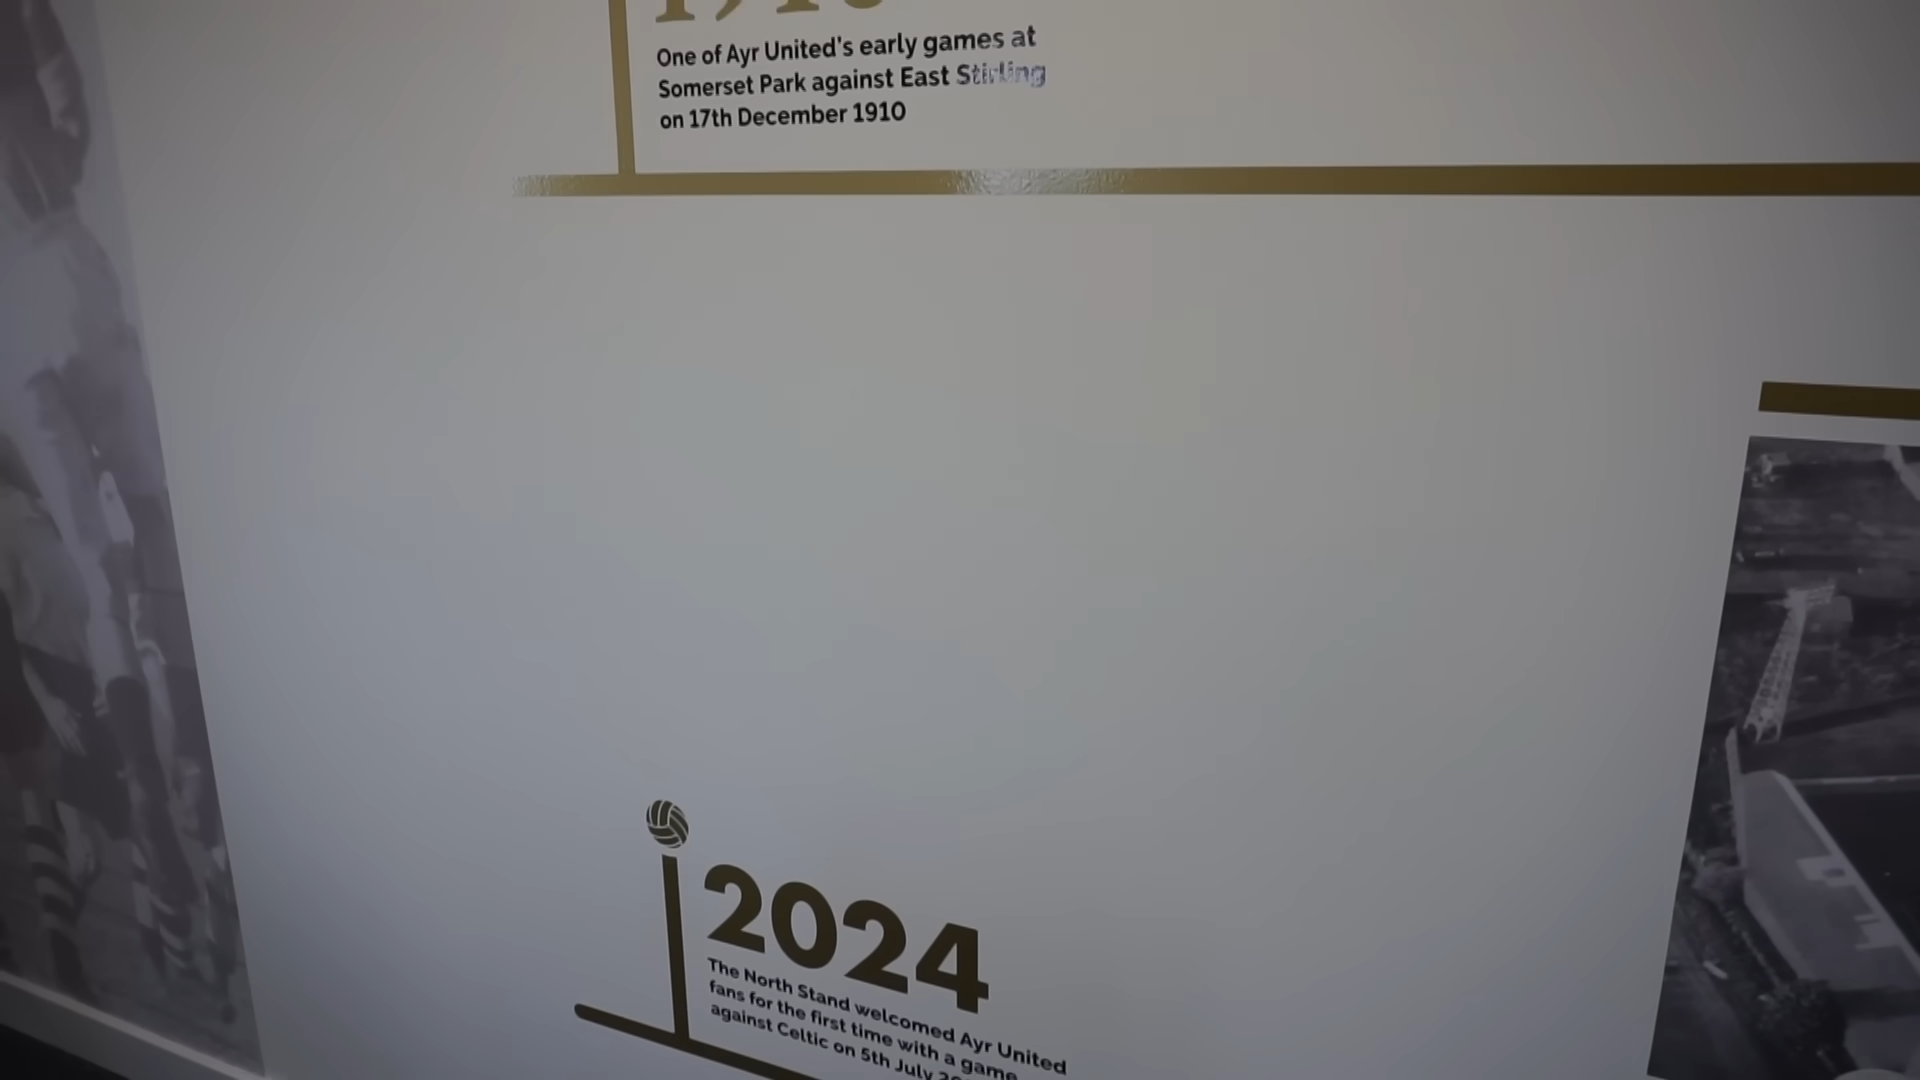 One of Ayr United's early games at
Somerset Park against East Stirling
on 17th December 1910
2024
The North Stand welcomed Ayr United
fans for the first time with a game
against Celtic on 5th July